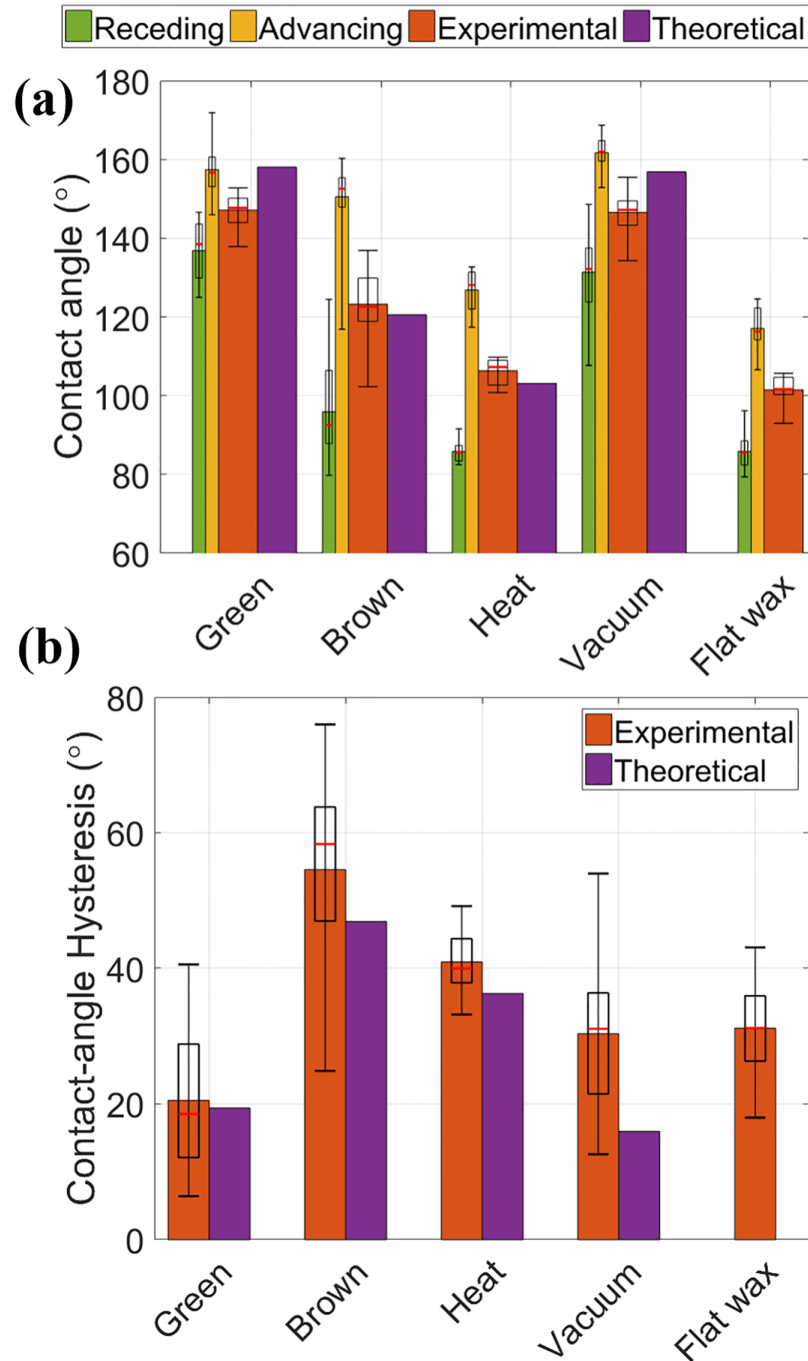 Receding Advancing Experimental Theoretical
(a)
180
160
140
120
100
80
60
Contact angle (°)
Green Brown Heat Vacuum Flat wax
(b)
Experimental
Theoretical
80
60
40
20
0
Contact-angle Hysteresis (°)
Green Brown Heat Vacuum Flat wax